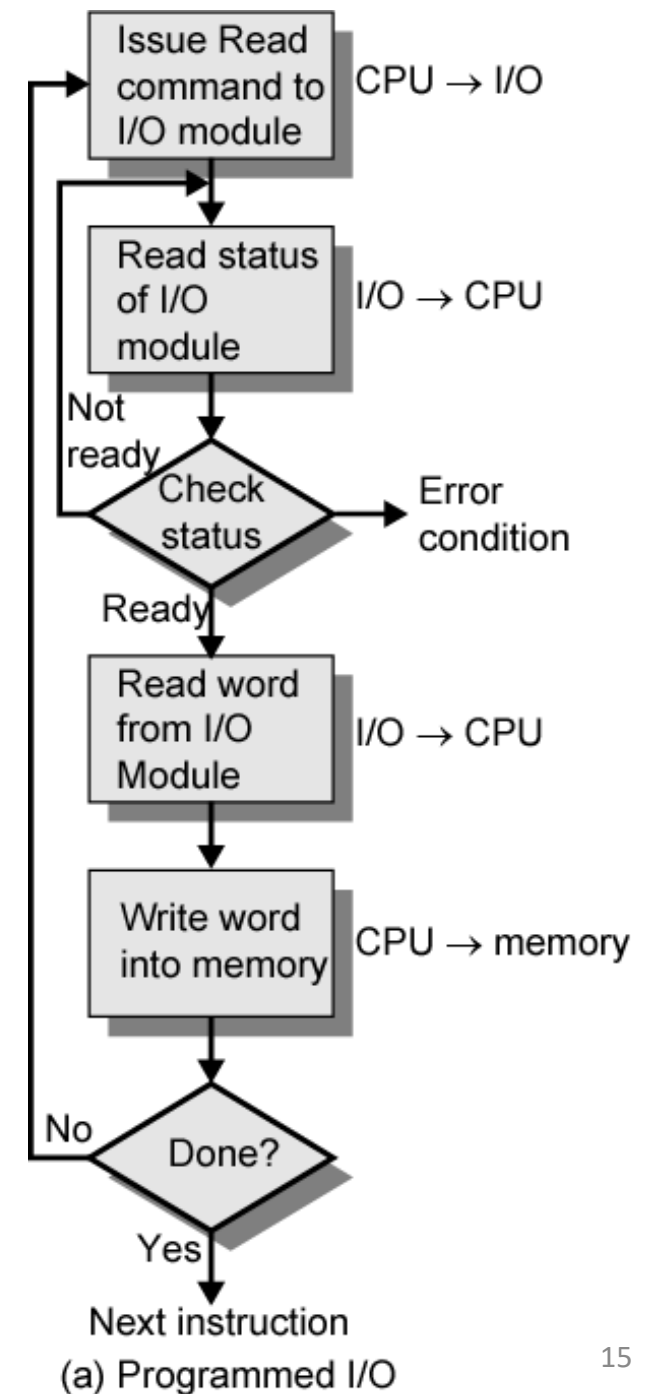 Issue Read
command to
I/O module
CPU → I/O
Read status
of I/O
module
I/O → CPU
Not
ready
Check
status
Error
condition
Ready
Read word
from I/O
Module
I/O → CPU
Write word
into memory
CPU → memory
No
Done?
Yes
Next instruction
(a) Programmed I/O
15